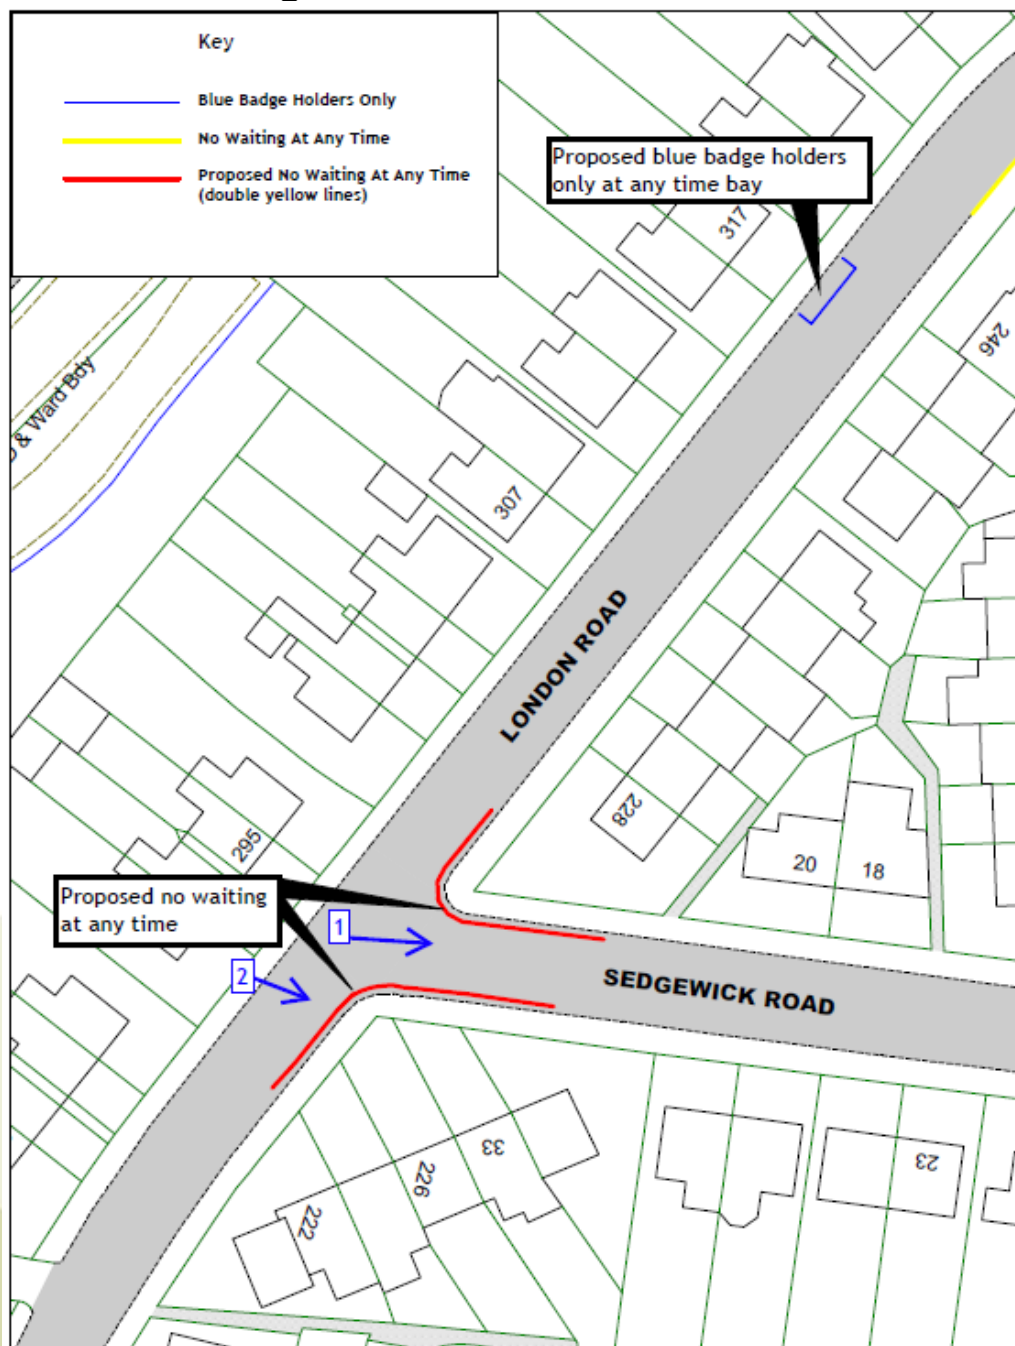 Key
Blue Badge Holders Only
No Waiting At Any Time
Proposed No Waiting At Any Time
(double yellow lines)
Proposed blue badge holders
only at any time bay
317
246
& Ward Bdy
307
LONDON ROAD
228
295
20
18
Proposed no waiting
at any time
1
2
SEDGEWICK ROAD
33
23
226
222